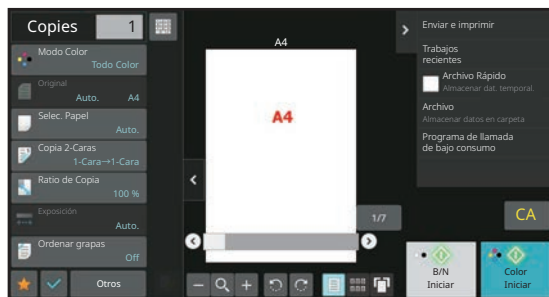 Copies 1
Modo Color
Todo Color
Original
Auto. A4
Selec. Papel
Auto.
Copia 2-Caras
1-Cara→1-Cara
Ratio de Copia
100 %
Exposición
Auto.
Ordenar grapas
Off
Otros
A4
A4
1/7
Enviar e imprimir
Trabajos
recientes
Archivo Rápido
Almacenar dat. temporal.
Archivo
Almacenar datos en carpeta
Programa de llamada
de bajo consumo
CA
B/N
Iniciar
Color
Iniciar